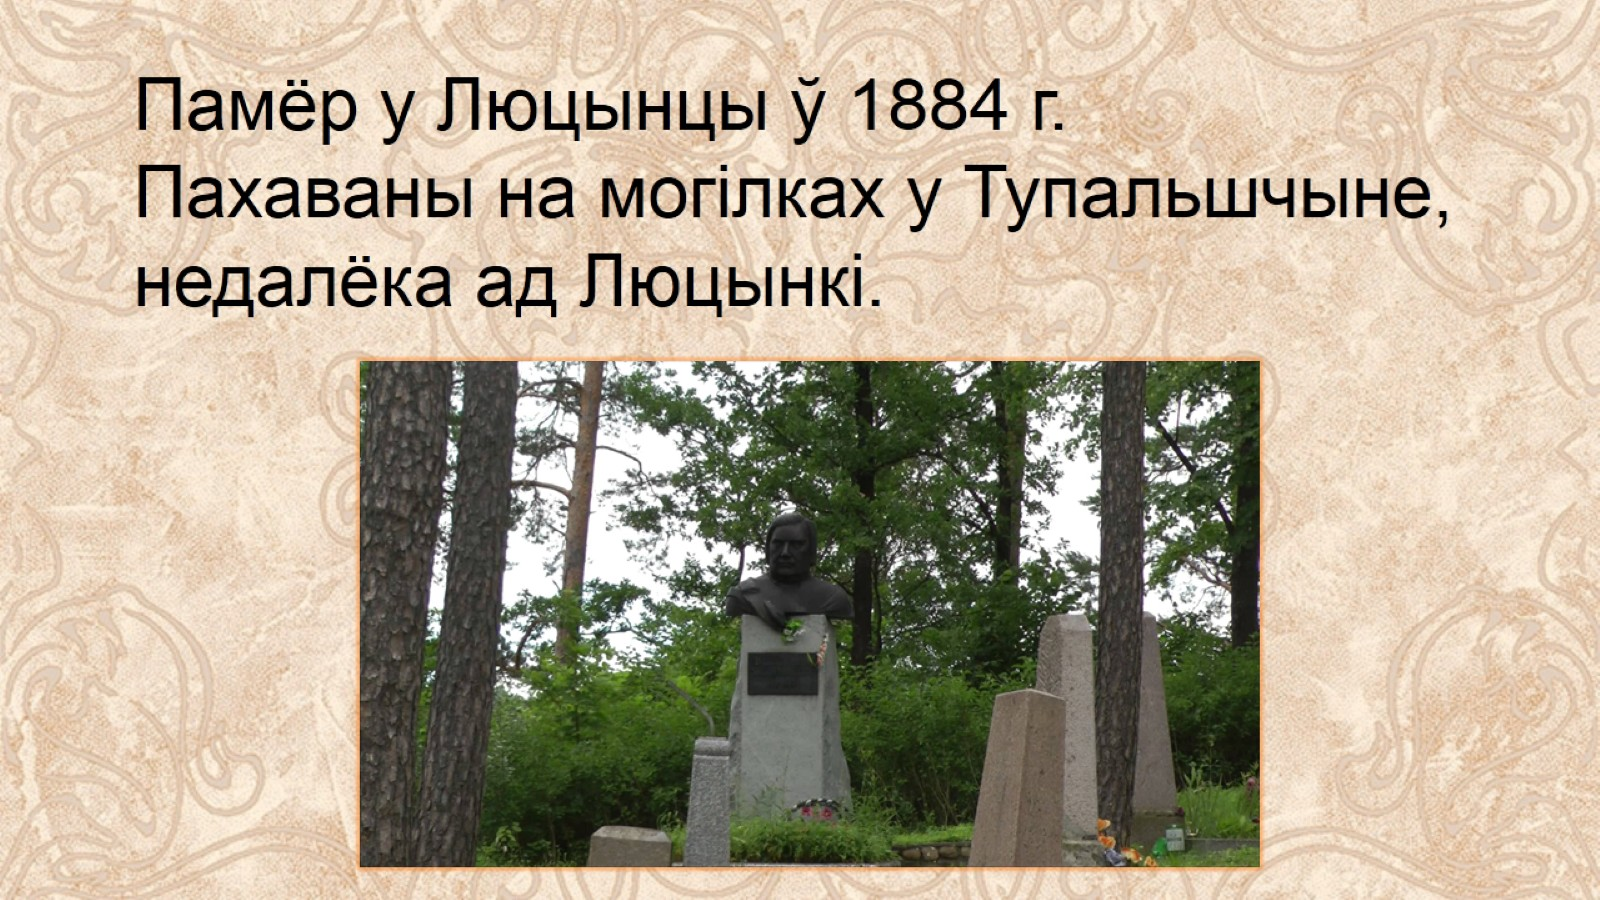 Памёр у Люцынцы ў 1884 г.
Пахаваны на могілках у Тупальшчыне,
недалёка ад Люцынкі.